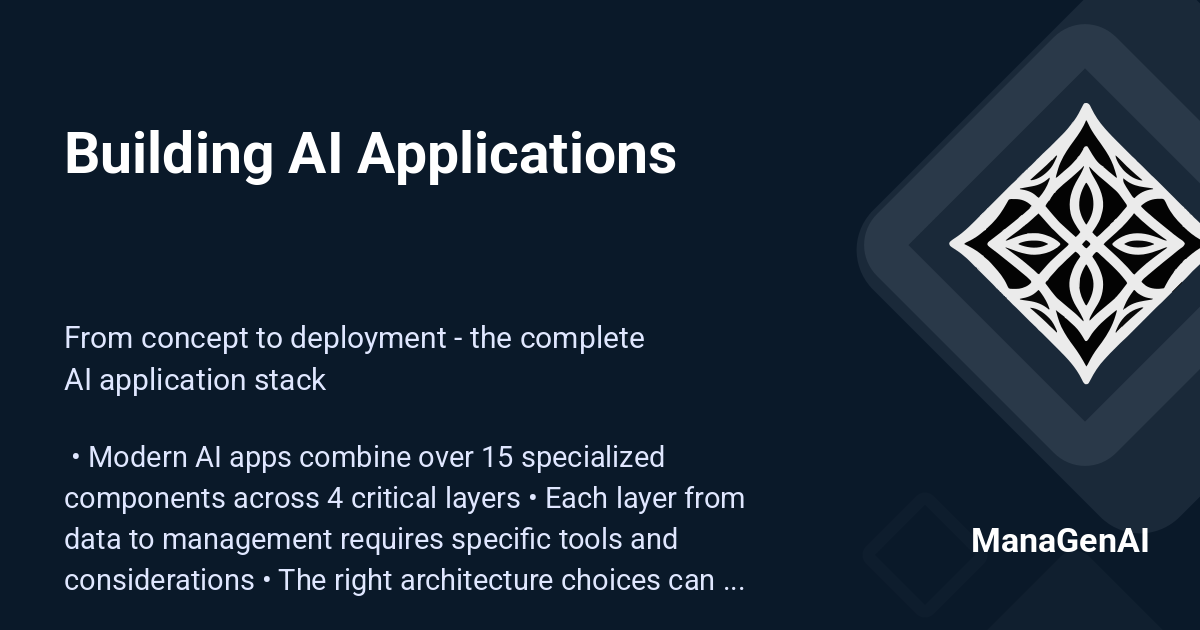 Building AI Applications
From concept to deployment - the complete
AI application stack
• Modern AI apps combine over 15 specialized
components across 4 critical layers • Each layer from
data to management requires specific tools and
considerations • The right architecture choices can ...
ManaGenAI